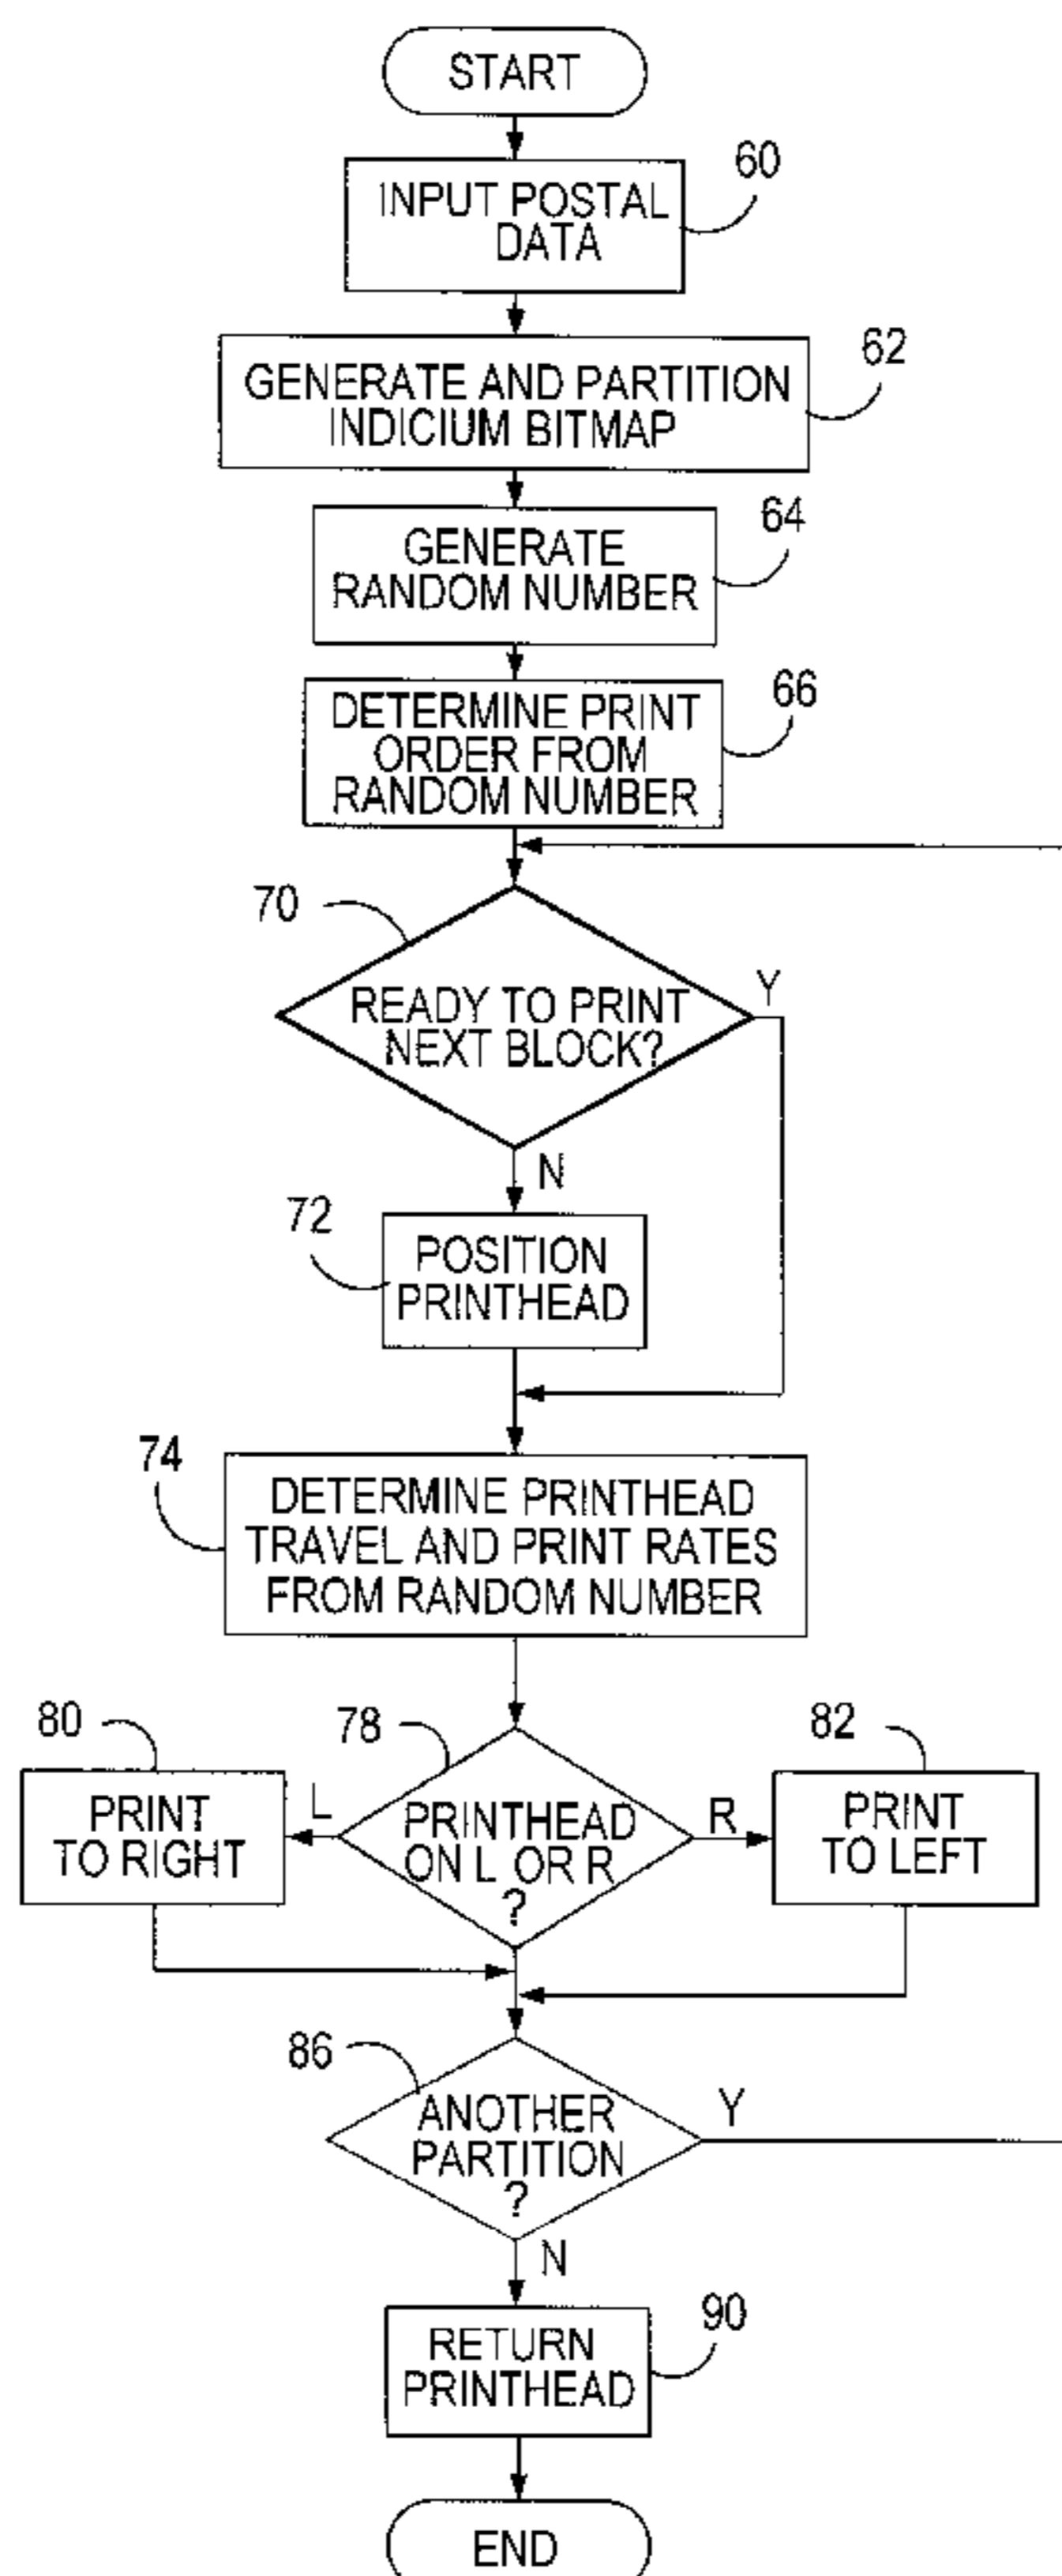 START
60
INPUT POSTAL
DATA
62
GENERATE AND PARTITION
INDICIUM BITMAP
64
GENERATE
RANDOM NUMBER
66
DETERMINE PRINT
ORDER FROM
RANDOM NUMBER
70
READY TO PRINT
NEXT BLOCK?
Y
N
72
POSITION
PRINTHEAD
74
DETERMINE PRINTHEAD
TRAVEL AND PRINT RATES
FROM RANDOM NUMBER
80
PRINT
TO RIGHT
L
78
PRINTHEAD
ON L OR R
?
R
82
PRINT
TO LEFT
86
ANOTHER
PARTITION
?
Y
N
90
RETURN
PRINTHEAD
END